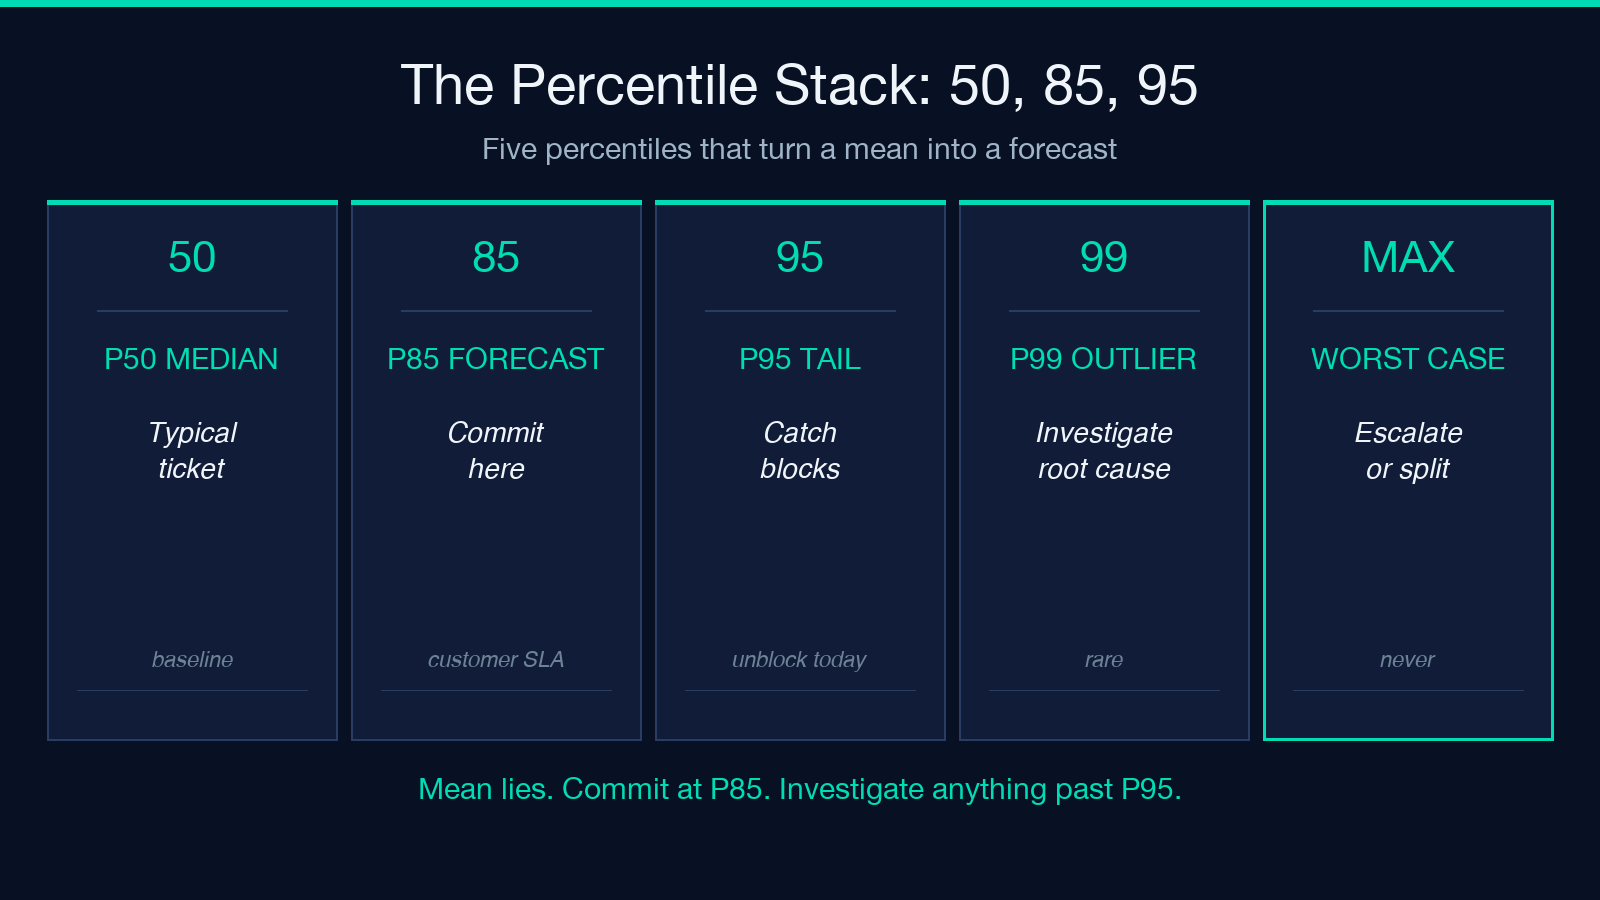 The Percentile Stack: 50, 85, 95
Five percentiles that turn a mean into a forecast
50
P50 MEDIAN
Typical
ticket
baseline
85
P85 FORECAST
Commit
here
customer SLA
95
P95 TAIL
Catch
blocks
unblock today
99
P99 OUTLIER
Investigate
root cause
rare
MAX
WORST CASE
Escalate
or split
never
Mean lies. Commit at P85. Investigate anything past P95.